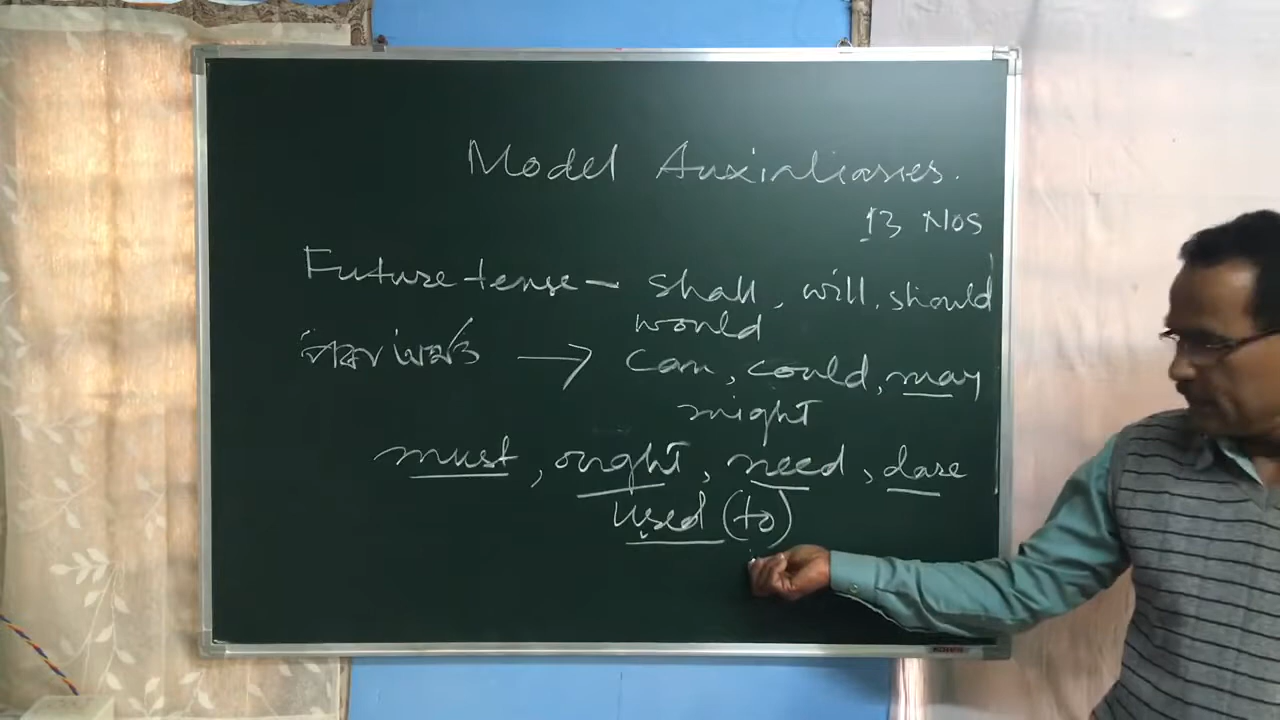 Model Auxialiaries.
13 Nos
Future tense - Shall, will, should
would
→ can, could, may
might
must, ought, need, dare
used (to)